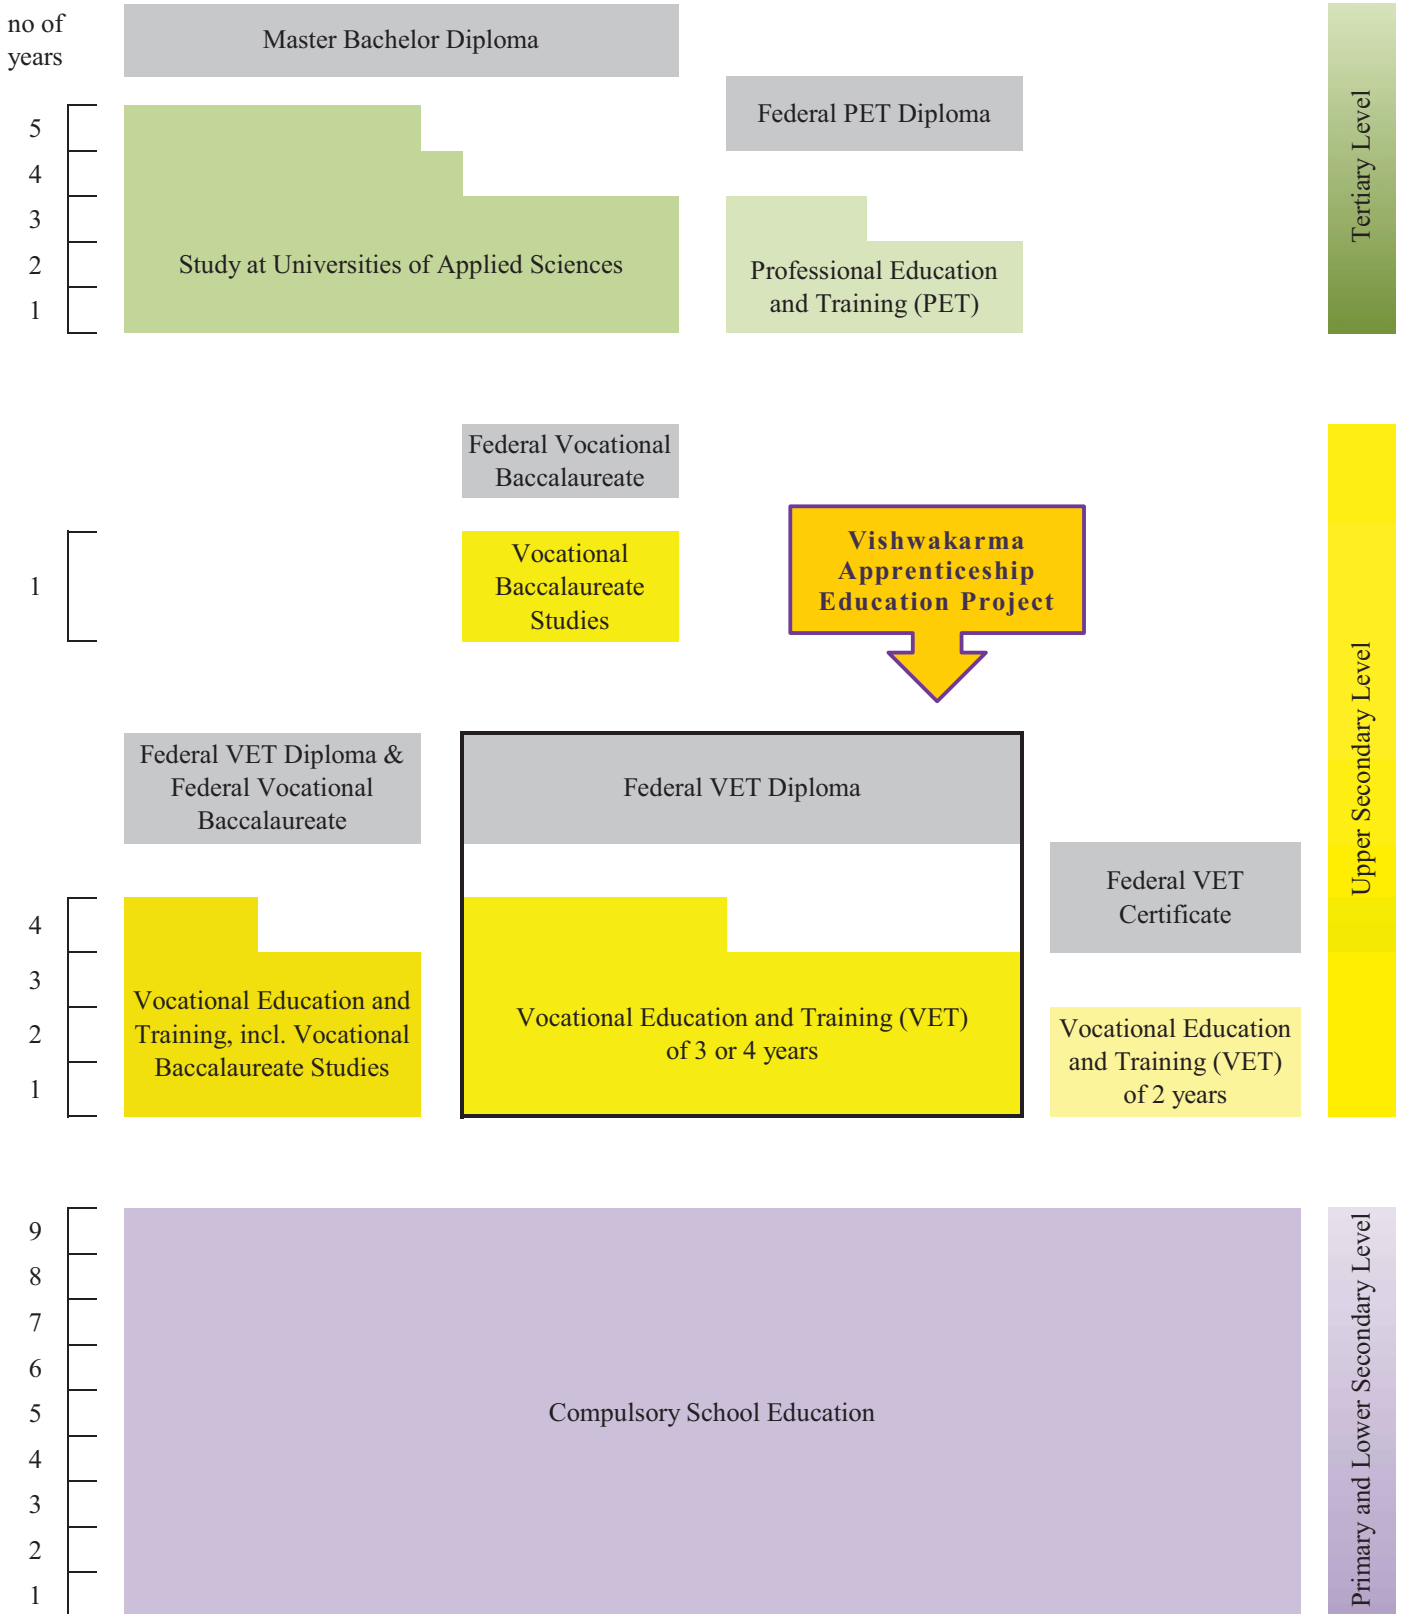 no of
years
Master Bachelor Diploma
Federal PET Diploma
5
4
3
2
1
Study at Universities of Applied Sciences
Professional Education
and Training (PET)
Tertiary Level
Federal Vocational
Baccalaureate
1
Vocational
Baccalaureate
Studies
Vishwakarma
Apprenticeship
Education Project
Federal VET Diploma &
Federal Vocational
Baccalaureate
Federal VET Diploma
Federal VET
Certificate
4
3
2
1
Vocational Education and
Training, incl. Vocational
Baccalaureate Studies
Vocational Education and Training (VET)
of 3 or 4 years
Vocational Education
and Training (VET)
of 2 years
Upper Secondary Level
9
8
7
6
5
4
3
2
1
Compulsory School Education
Primary and Lower Secondary Level